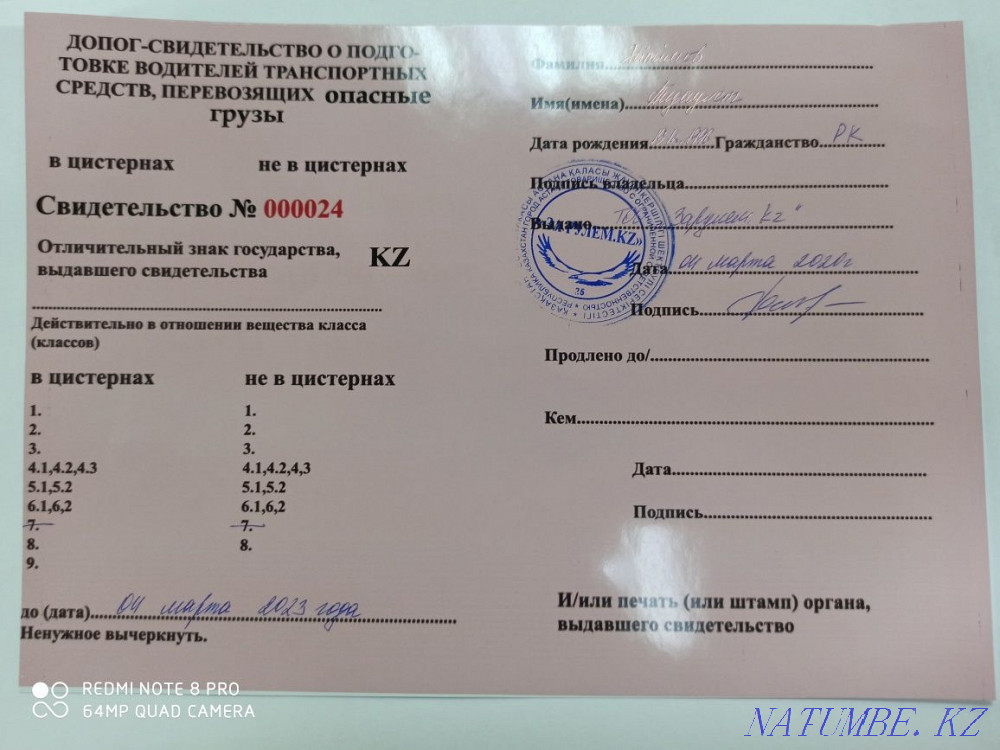 ДОПОГ-СВИДЕТЕЛЬСТВО О ПОДГО-
ТОВКЕ ВОДИТЕЛЕЙ ТРАНСПОРТНЫХ
СРЕДСТВ, ПЕРЕВОЗЯЩИХ опасные
грузы
в цистернах не в цистернах
Свидетельство № 000024
Отличительный знак государства,
выдавшего свидетельства
KZ
Действительно в отношении вещества класса
(классов)
в цистернах не в цистернах
1. 1.
2. 2.
3. 3.
4.1,4.2,4.3 4.1,4.2,4,3
5.1,5.2 5.1,5.2
6.1,6,2 6.1,6,2
7. 7.
8. 8.
9.
до (дата) 04 марта 2023 года
Ненужное вычеркнуть.
Фамилия
Имя(имена)
Дата рождения Гражданство РК
Подпись владельца
Выдано ТОО "Зарулем.kz"
ЗАРУЛЕМ.KZ»
Дата 04 марта 2020г
Подпись
Продлено до/
Кем
Дата
Подпись
И/или печать (или штамп) органа,
выдавшего свидетельство
REDMI NOTE 8 PRO
64MP QUAD CAMERA
NATUMBE.KZ